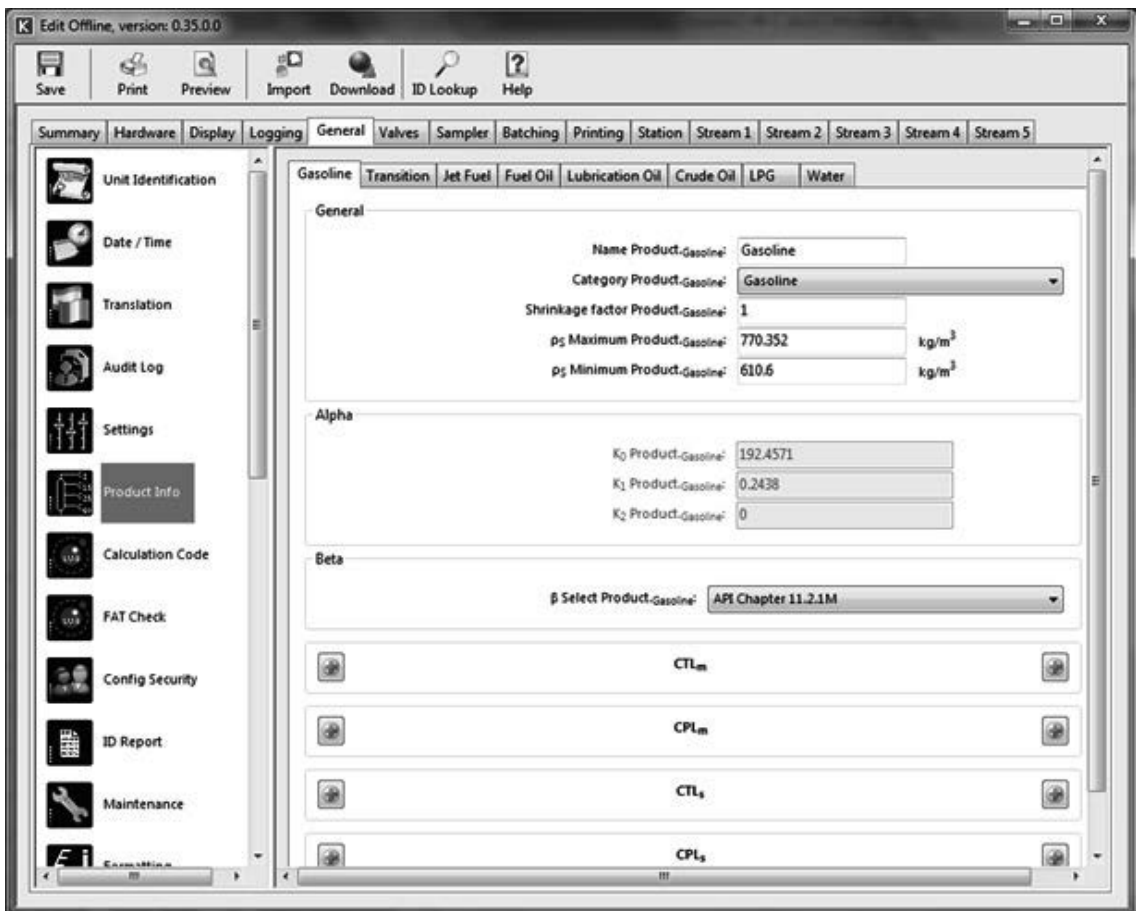 K Edit Offline, version: 0.35.0.0
Save Print Preview Import Download ID Lookup Help
Summary Hardware Display Logging General Valves Sampler Batching Printing Station Stream 1 Stream 2 Stream 3 Stream 4 Stream 5
Unit Identification
Date / Time
Translation
Audit Log
Settings
Product Info
Calculation Code
FAT Check
Config Security
ID Report
Maintenance
Formatting
Gasoline Transition Jet Fuel Fuel Oil Lubrication Oil Crude Oil LPG Water
General
Name Product.Gasoline: Gasoline
Category Product.Gasoline: Gasoline
Shrinkage factor Product.Gasoline: 1
ρS Maximum Product.Gasoline: 770.352 kg/m³
ρS Minimum Product.Gasoline: 610.6 kg/m³
Alpha
K₀ Product.Gasoline: 192.4571
K₁ Product.Gasoline: 0.2438
K₂ Product.Gasoline: 0
Beta
β Select Product.Gasoline: API Chapter 11.2.1M
CTLm
CPLm
CTLs
CPLs